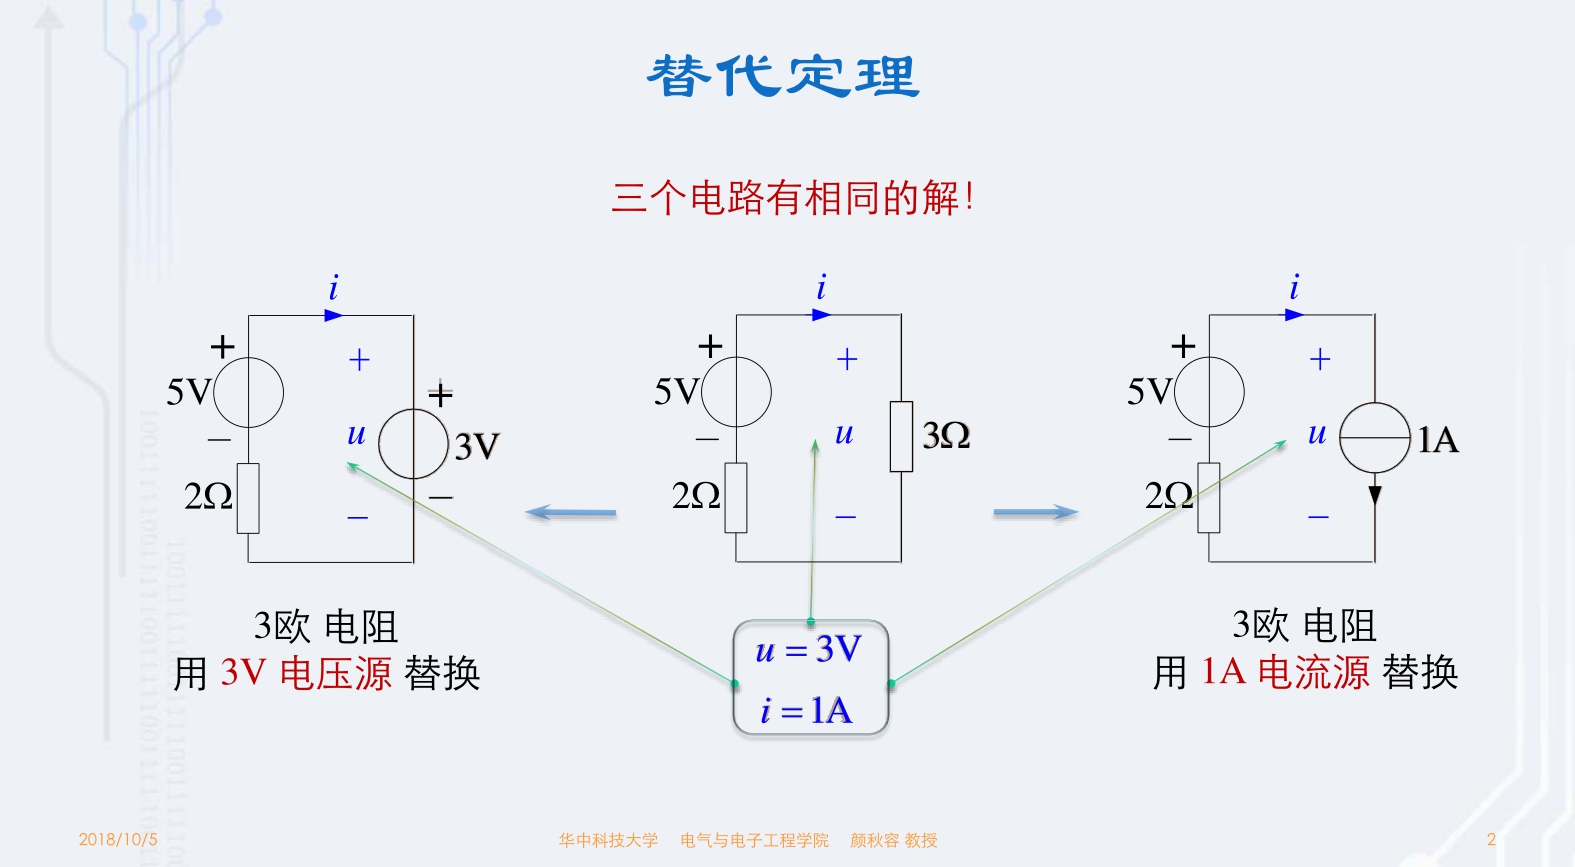 替代定理
三个电路有相同的解!
i
+
5V
−
2Ω
+
u
−
+
3V
−
i
+
5V
−
2Ω
+
u
−
3Ω
i
+
5V
−
2Ω
+
u
−
1A
3欧 电阻
用 3V 电压源 替换
u = 3V
i = 1A
3欧 电阻
用 1A 电流源 替换
2018/10/5
华中科技大学 电气与电子工程学院 颜秋容 教授
2